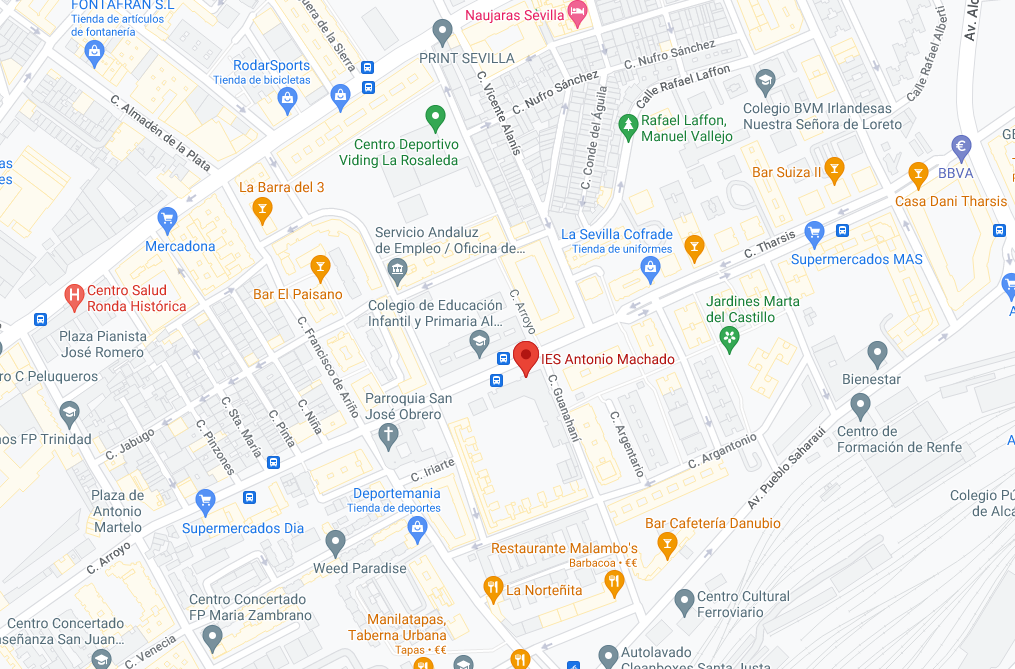 FONTAFRAN S.L
Tienda de artículos
de fontanería
Naujaras Sevilla
PRINT SEVILLA
RodarSports
Tienda de bicicletas
C. Nufro Sánchez
C. Nufro Sánchez
Calle Rafael Laffon
Calle Rafael Alberti
C. Vicente Alanís
C. Conde del Águila
C. Almadén de la Plata
Colegio BVM Irlandesas
Nuestra Señora de Loreto
Rafael Laffon,
Manuel Vallejo
Centro Deportivo
Viding La Rosaleda
BBVA
Bar Suiza II
Casa Dani Tharsis
La Barra del 3
Mercadona
Servicio Andaluz
de Empleo / Oficina de...
La Sevilla Cofrade
Tienda de uniformes
C. Tharsis
Supermercados MAS
Bar El Paisano
Centro Salud
Ronda Histórica
Colegio de Educación
Infantil y Primaria Al...
C. Arroyo
Jardines Marta
del Castillo
Plaza Pianista
José Romero
C. Francisco de Ariño
IES Antonio Machado
Bienestar
ro C Peluqueros
Parroquia San
José Obrero
C. Guanahaní
C. Argentario
C. Niña
C. Pinta
C. Sta. María
C. Pinzones
C. Jabugo
nos FP Trinidad
Centro de
Formación de Renfe
C. Argantonio
Av. Pueblo Saharaui
C. Iriarte
Plaza de
Antonio
Martelo
Deportemania
Tienda de deportes
Supermercados Dia
Bar Cafetería Danubio
C. Arroyo
Weed Paradise
Restaurante Malambo's
Barbacoa • €€
La Norteñita
Centro Concertado
FP Maria Zambrano
Centro Cultural
Ferroviario
Centro Concertado
señanza San Juan...
Manilatapas,
Taberna Urbana
Tapas • €€
C. Venecia
Autolavado
Cleanboxes Santa Justa
Colegio Pú
de Alcá